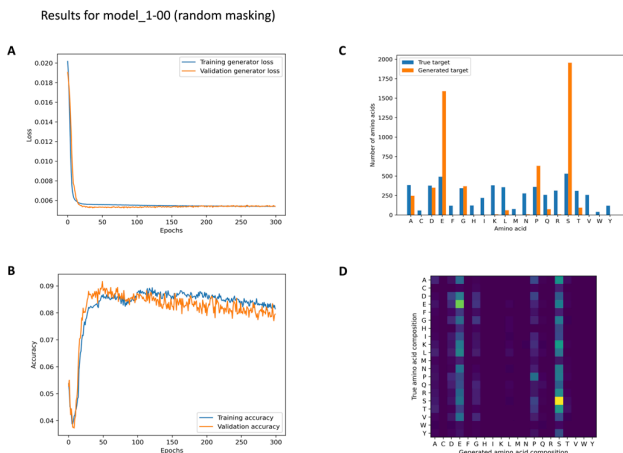 Results for model_1-00 (random masking)
A
0.020
0.018
0.016
0.014
0.012
0.010
0.008
0.006
Loss
Training generator loss
Validation generator loss
0 50 100 150 200 250 300
Epochs
C
2000
1750
1500
1250
1000
750
500
250
0
Number of amino acids
True target
Generated target
A C D E F G H I K L M N P Q R S T V W Y
Amino acid
B
0.09
0.08
0.07
0.06
0.05
0.04
Accuracy
Training accuracy
Validation accuracy
0 50 100 150 200 250 300
Epochs
D
True amino acid composition
A
C
D
E
F
G
H
I
K
L
M
N
P
Q
R
S
T
V
W
Y
A C D E F G H I K L M N P Q R S T V W Y
Generated amino acid composition